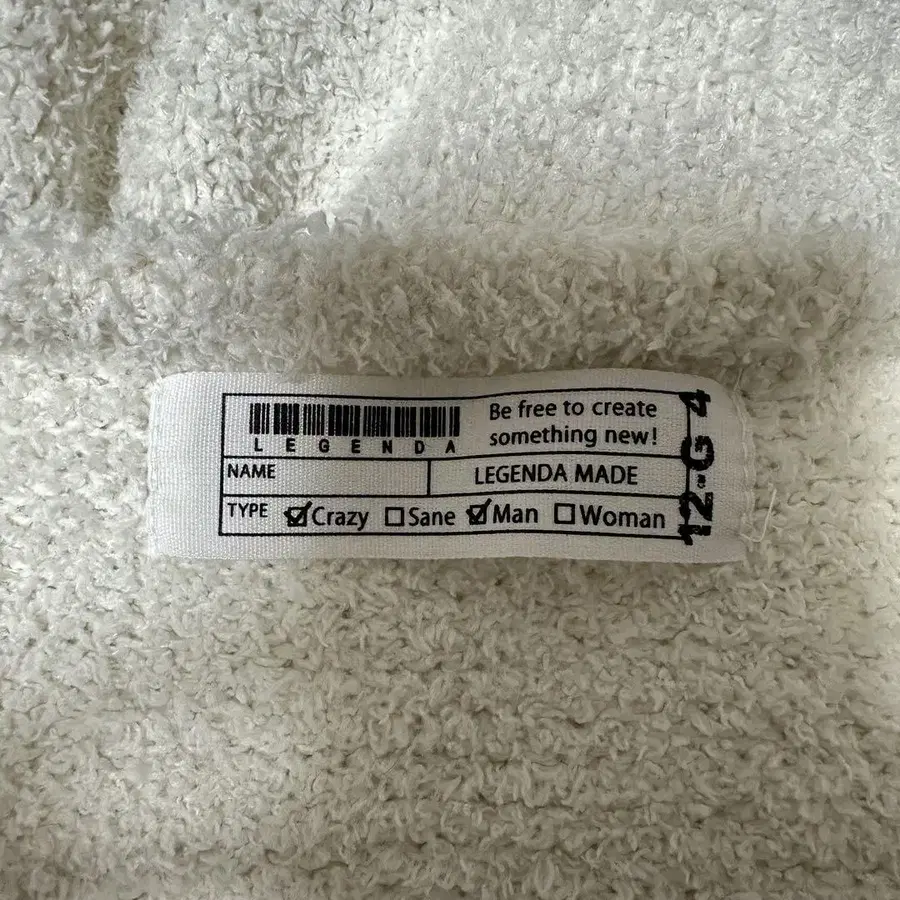 LEGENDA
Be free to create
something new!
NAME
LEGENDA MADE
TYPE ☑Crazy ☐Sane ☑Man ☐Woman
12-G 4